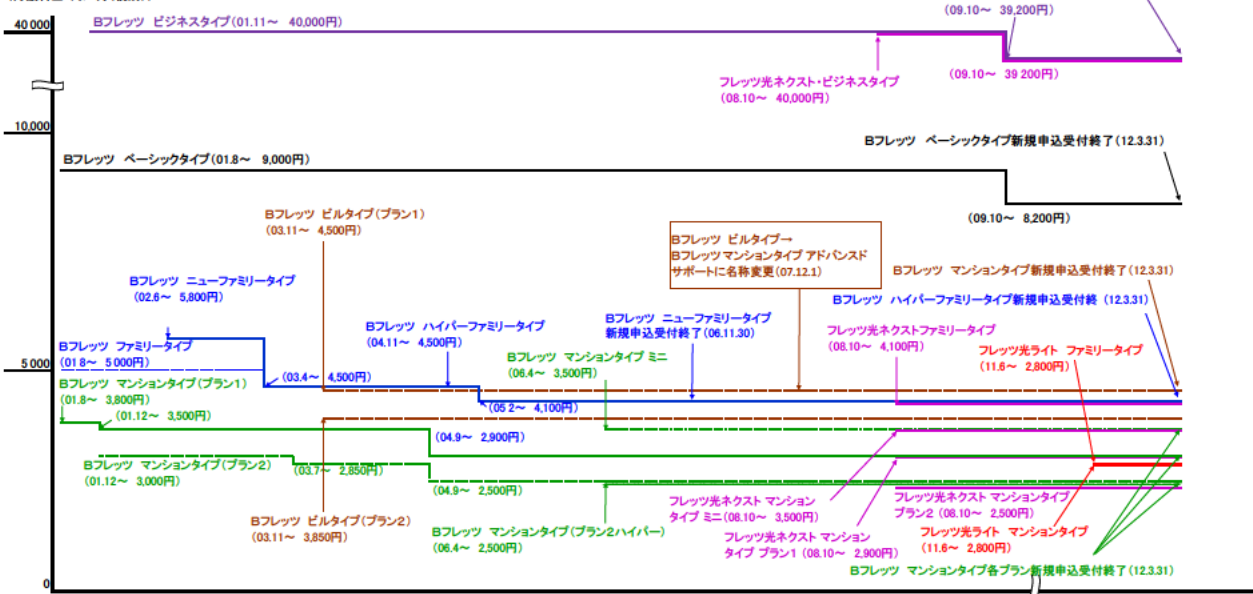 (09.10～ 39,200円)
Bフレッツ ビジネスタイプ(01.11～ 40,000円)
40 000
フレッツ光ネクスト・ビジネスタイプ
(08.10～ 40,000円)
(09.10～ 39 200円)
10,000
Bフレッツ ベーシックタイプ新規申込受付終了(12.3.31)
Bフレッツ ベーシックタイプ(01.8～ 9,000円)
(09.10～ 8,200円)
Bフレッツ ビルタイプ(プラン1)
(03.11～ 4,500円)
Bフレッツ ビルタイプ→
Bフレッツマンションタイプ アドバンスド
サポートに名称変更(07.12.1)
Bフレッツ マンションタイプ新規申込受付終了(12.3.31)
Bフレッツ ニューファミリータイプ
(02.6～ 5,800円)
Bフレッツ ハイパーファミリータイプ新規申込受付終 (12.3.31)
Bフレッツ ハイパーファミリータイプ
(04.11～ 4,500円)
Bフレッツ ニューファミリータイプ
新規申込受付終了(06.11.30)
フレッツ光ネクストファミリータイプ
(08.10～ 4,100円)
Bフレッツ ファミリータイプ
(01 8～ 5 000円)
フレッツ光ライト ファミリータイプ
(11.6～ 2,800円)
Bフレッツ マンションタイプ ミニ
(06.4～ 3,500円)
5 000
(03.4～ 4,500円)
Bフレッツ マンションタイプ(プラン1)
(01.8～ 3,800円)
(01.12～ 3,500円)
(05 2～ 4,100円)
(04.9～ 2,900円)
Bフレッツ マンションタイプ(プラン2)
(01.12～ 3,000円)
(03.7～ 2,850円)
(04.9～ 2,500円)
Bフレッツ ビルタイプ(プラン2)
(03.11～ 3,850円)
Bフレッツ マンションタイプ(プラン2ハイパー)
(06.4～ 2,500円)
フレッツ光ネクスト マンション
タイプ ミニ(08.10～ 3,500円)
フレッツ光ネクスト マンションタイプ
プラン2 (08.10～ 2,500円)
フレッツ光ネクスト マンション
タイプ プラン1 (08.10～ 2,900円)
フレッツ光ライト マンションタイプ
(11.6～ 2,800円)
Bフレッツ マンションタイプ各プラン新規申込受付終了(12.3.31)
0